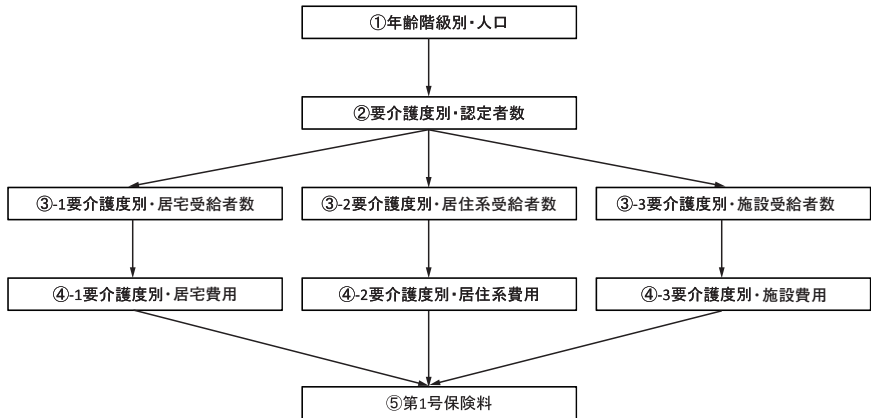 ①年齢階級別・人口
②要介護度別・認定者数
③-1要介護度別・居宅受給者数
③-2要介護度別・居住系受給者数
③-3要介護度別・施設受給者数
④-1要介護度別・居宅費用
④-2要介護度別・居住系費用
④-3要介護度別・施設費用
⑤第1号保険料